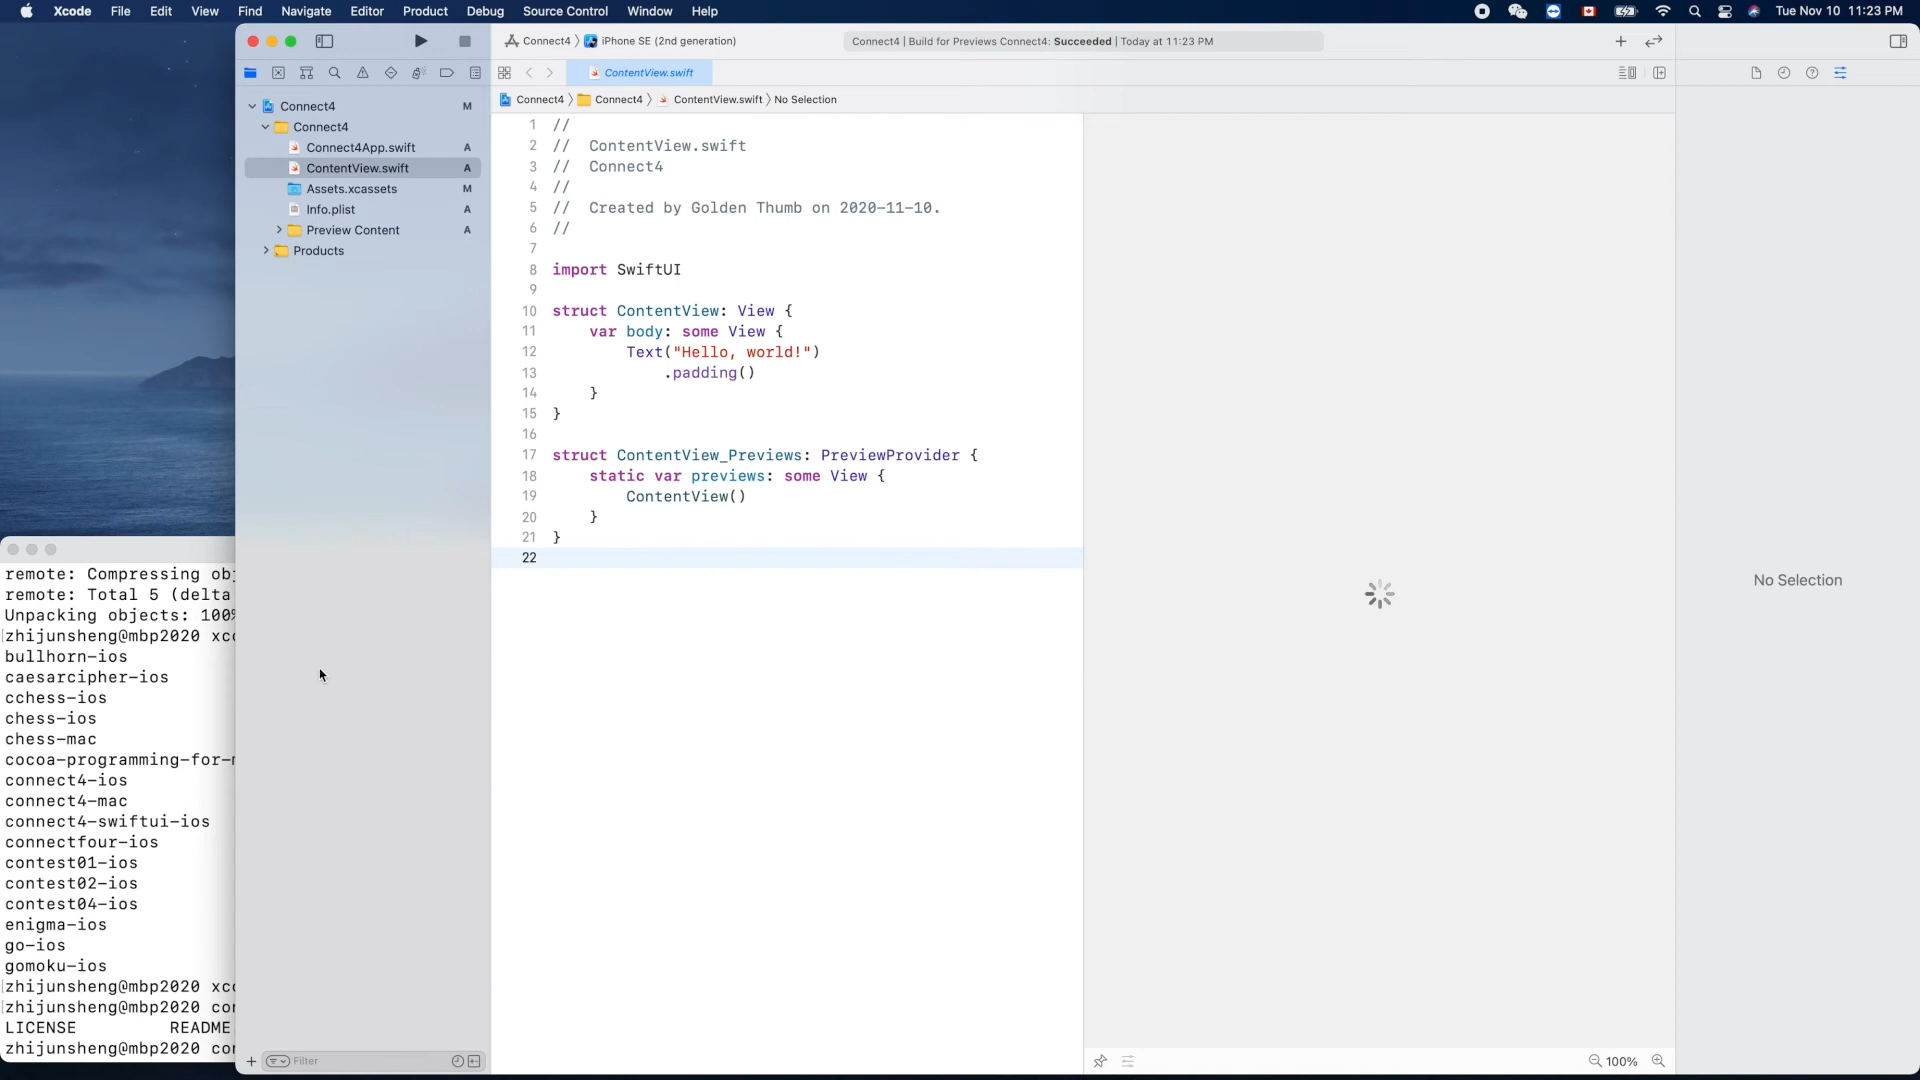 Xcode File Edit View Find Navigate Editor Product Debug Source Control Window Help Tue Nov 10 11:23 PM
Connect4 iPhone SE (2nd generation) Connect4 | Build for Previews Connect4: Succeeded | Today at 11:23 PM
ContentView.swift
Connect4 Connect4 ContentView.swift No Selection
Connect4 M
Connect4
Connect4App.swift A
ContentView.swift A
Assets.xcassets M
Info.plist A
Preview Content A
Products
Filter
1 //
2 // ContentView.swift
3 // Connect4
4 //
5 // Created by Golden Thumb on 2020-11-10.
6 //
7
8 import SwiftUI
9
10 struct ContentView: View {
11 var body: some View {
12 Text("Hello, world!")
13 .padding()
14 }
15 }
16
17 struct ContentView_Previews: PreviewProvider {
18 static var previews: some View {
19 ContentView()
20 }
21 }
22
No Selection
100%
remote: Compressing
remote: Total 5 (delta
Unpacking objects: 100%
zhijunsheng@mbp2020
bullhorn-ios
caesarcipher-ios
cchess-ios
chess-ios
chess-mac
connect4-ios
connect4-mac
connect4-swiftui-ios
connectfour-ios
contest01-ios
contest02-ios
contest04-ios
enigma-ios
go-ios
gomoku-ios
zhijunsheng@mbp2020
zhijunsheng@mbp2020
LICENSE README
zhijunsheng@mbp2020